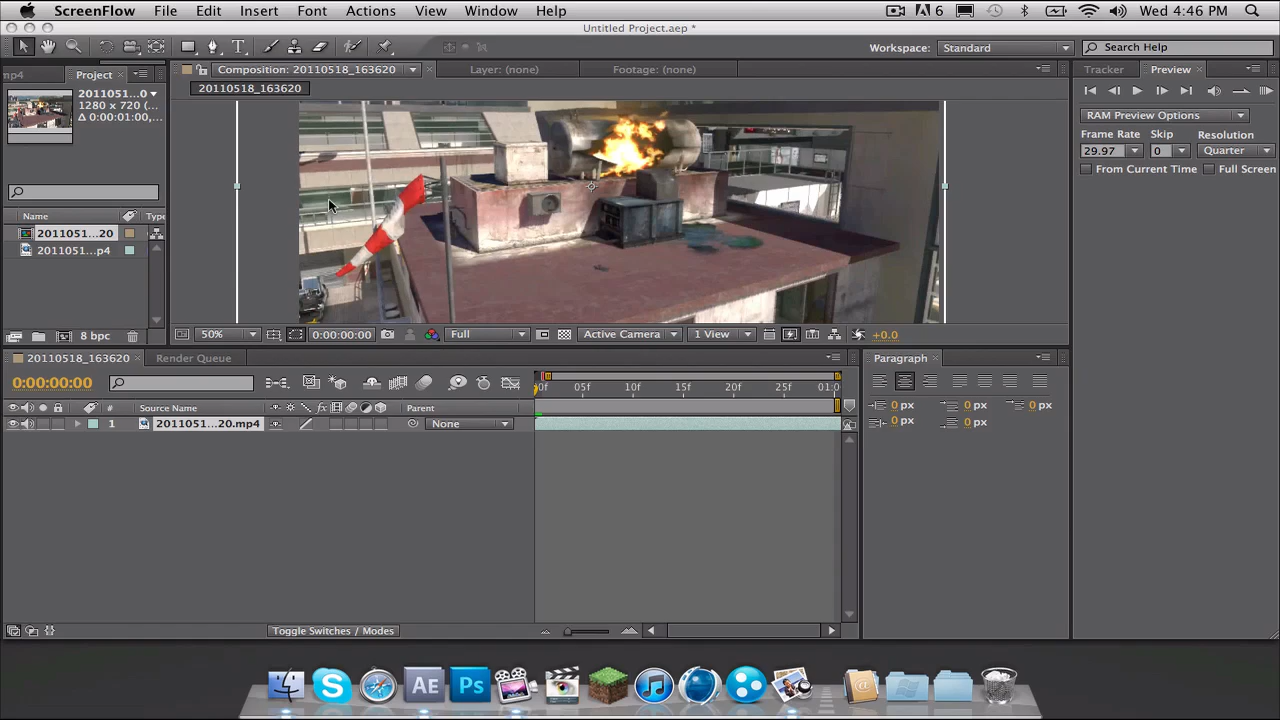 ScreenFlow File Edit Insert Font Actions View Window Help 6 Wed 4:46 PM
Untitled Project.aep *
Workspace: Standard Search Help
mp4 Project Composition: 20110518_163620 Layer: (none) Footage: (none) Tracker Preview
20110518_163620
2011051...0
1280 x 720 (...
Δ 0:00:01:00,...
RAM Preview Options
Frame Rate Skip Resolution
29.97 0 Quarter
From Current Time Full Screen
Name Type
2011051...20
2011051...p4
8 bpc
50% 0:00:00:00 Full Active Camera 1 View +0.0
20110518_163620 Render Queue Paragraph
0:00:00:00
0f 05f 10f 15f 20f 25f 01:0
# Source Name Parent
1 2011051...20.mp4 None
0 px 0 px 0 px
0 px 0 px
Toggle Switches / Modes
AE Ps